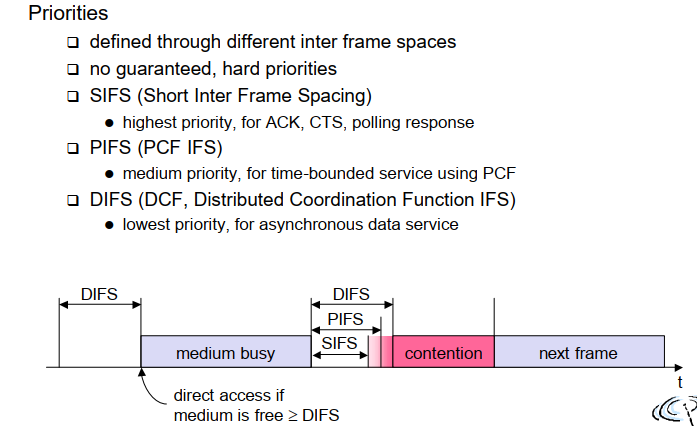 Priorities
defined through different inter frame spaces
no guaranteed, hard priorities
SIFS (Short Inter Frame Spacing)
highest priority, for ACK, CTS, polling response
PIFS (PCF IFS)
medium priority, for time-bounded service using PCF
DIFS (DCF, Distributed Coordination Function IFS)
lowest priority, for asynchronous data service
DIFS
DIFS
PIFS
SIFS
medium busy
contention
next frame
t
direct access if
medium is free ≥ DIFS